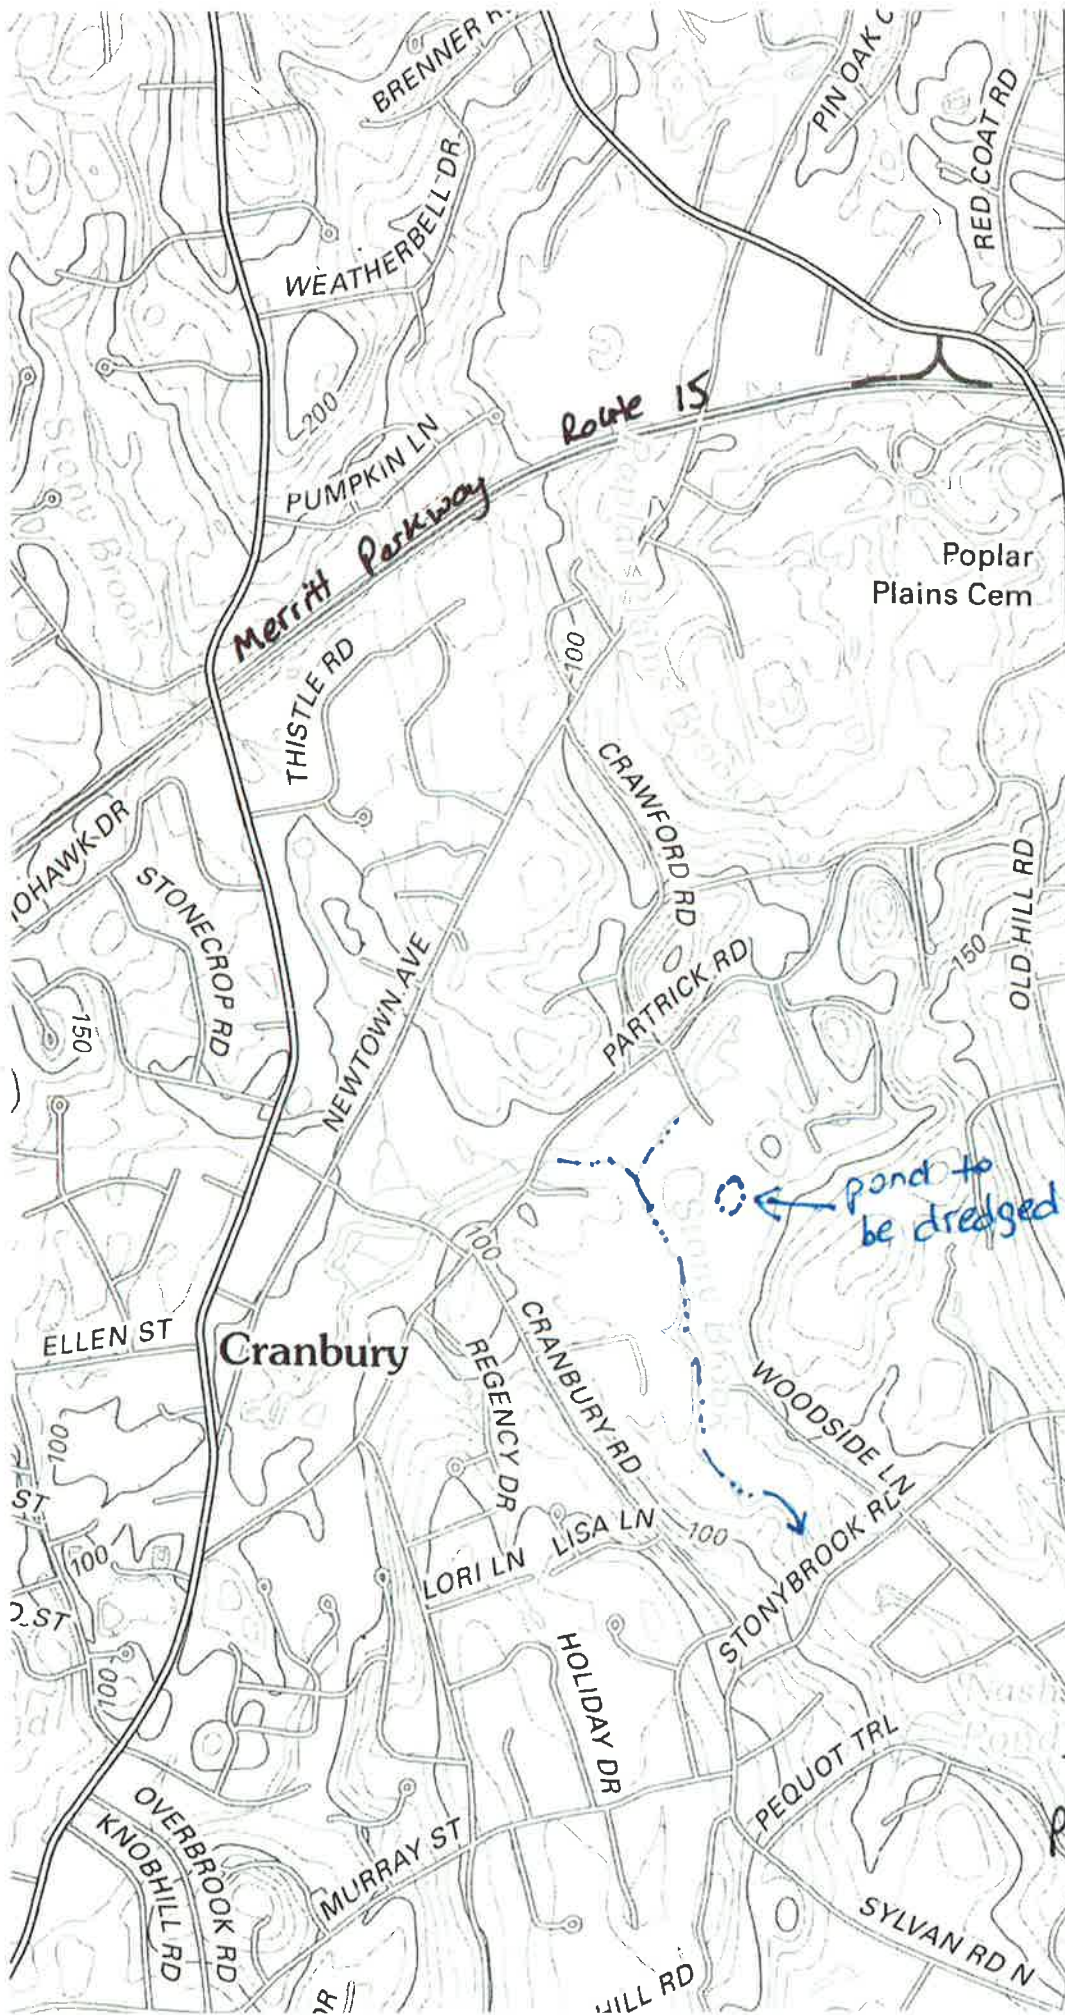 BRENNER
PIN OAK
RED COAT RD
WEATHERBELL DR
200
Route 15
PUMPKIN LN
Merritt Parkway
Stony Brook
Poplar
Plains Cem
100
THISTLE RD
CRAWFORD RD
STONECROP RD
OLD HILL RD
NEWTOWN AVE
PARTRICK RD
150
150
pond to
be dredged
100
ELLEN ST
Cranbury
CRANBURY RD
REGENCY DR
WOODSIDE LN
100
ST
LISA LN
100
100
LORI LN
STONYBROOK RD
ST
HOLIDAY DR
100
PEQUOT TRL
OVERBROOK RD
KNOBHILL RD
MURRAY ST
SYLVAN RD N
HILL RD
DR